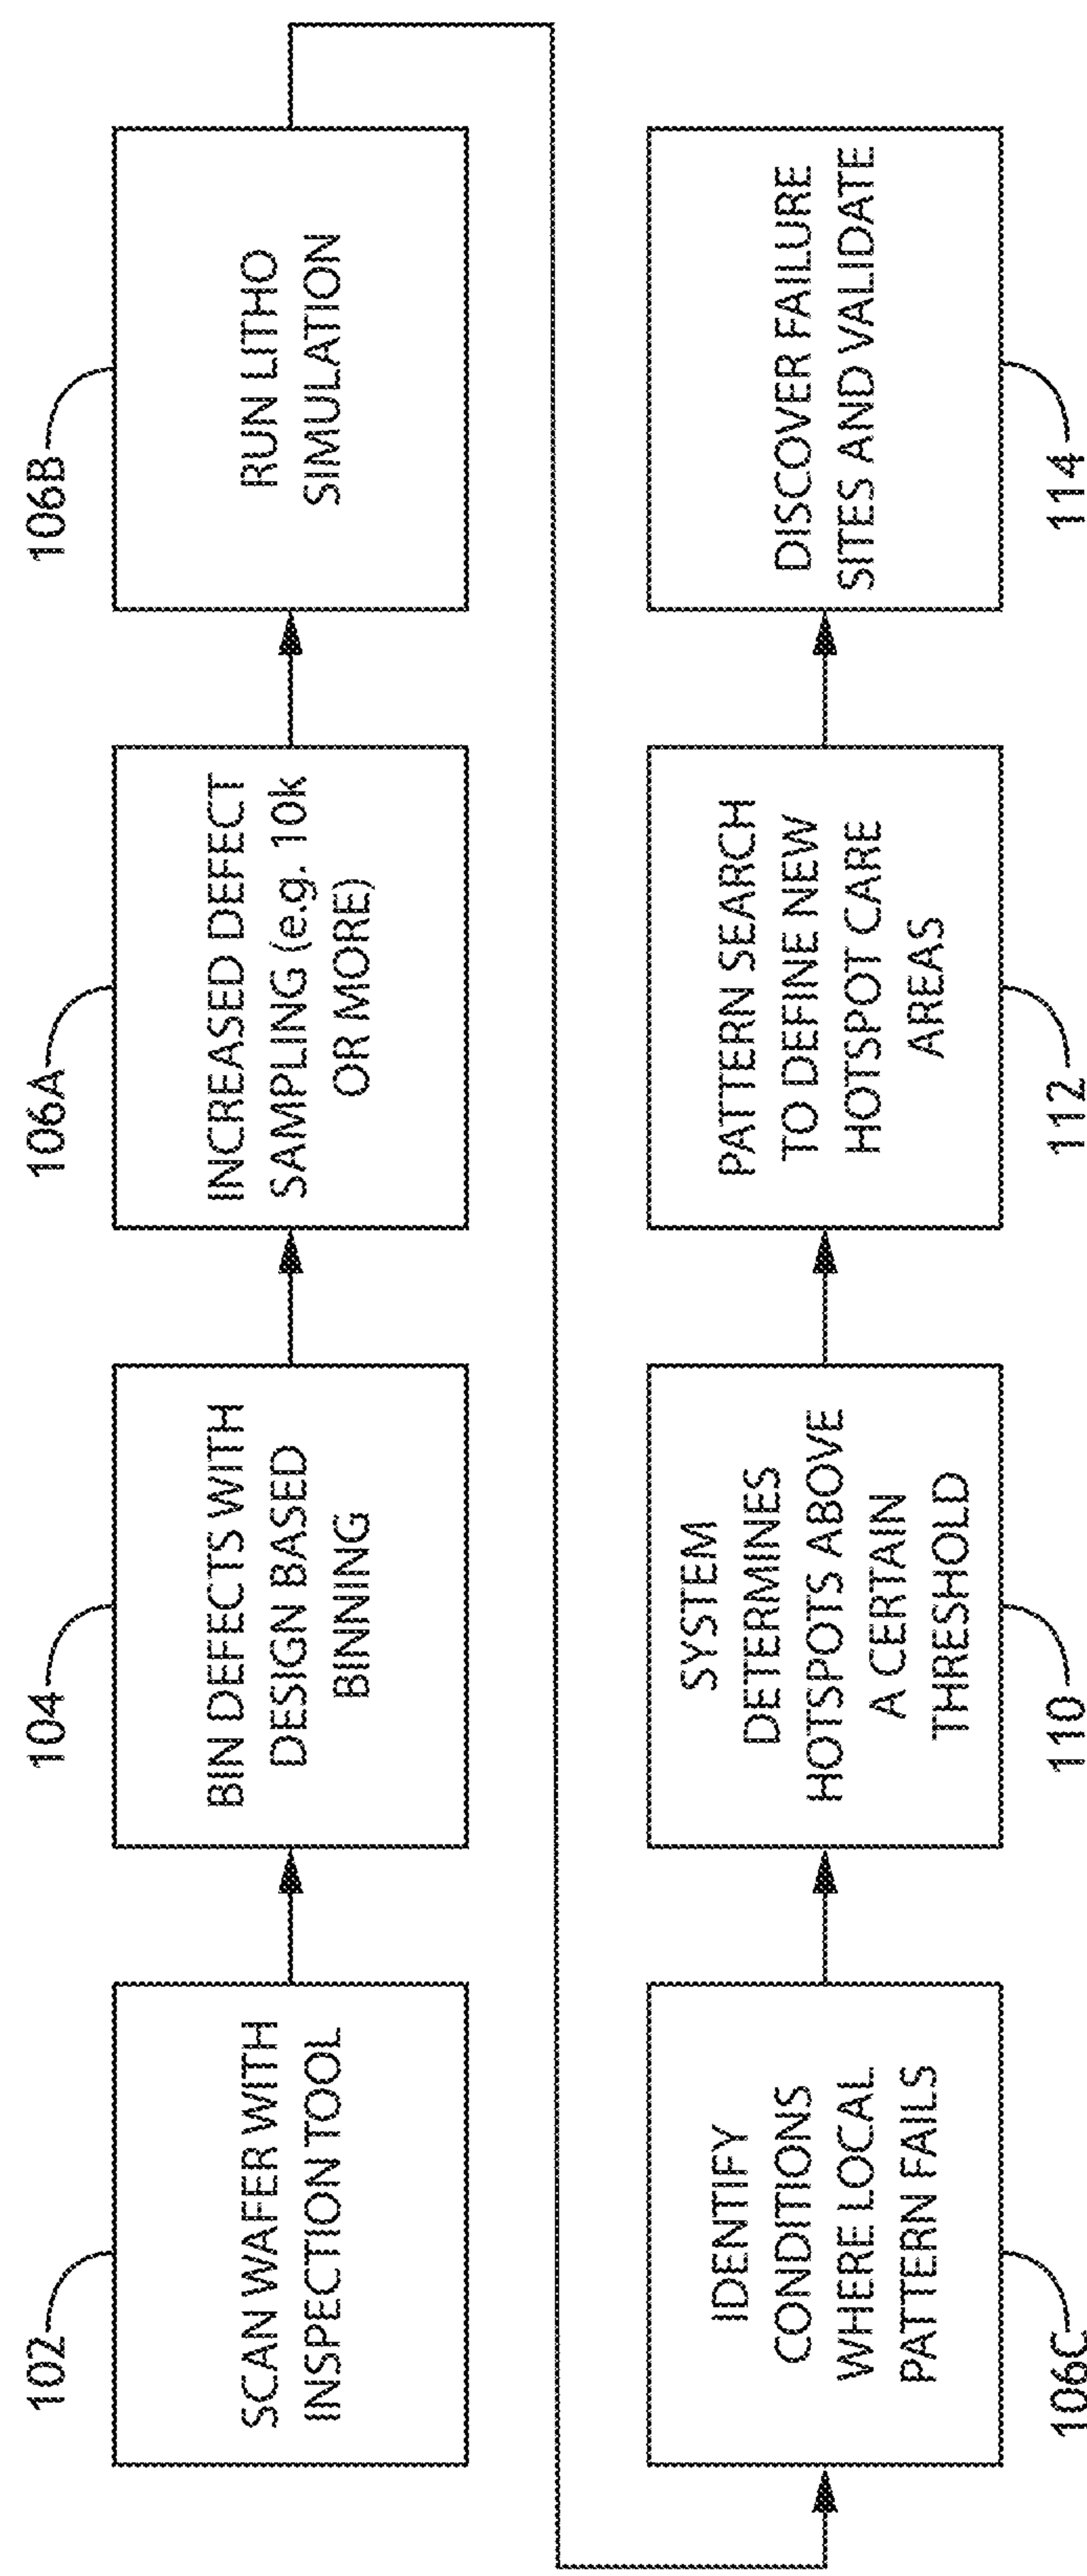 102
SCAN WAFER WITH
INSPECTION TOOL
104
BIN DEFECTS WITH
DESIGN BASED
BINNING
106A
INCREASED DEFECT
SAMPLING (e.g. 10k
OR MORE)
106B
RUN LITHO
SIMULATION
IDENTIFY
CONDITIONS
WHERE LOCAL
PATTERN FAILS
106C
SYSTEM
DETERMINES
HOTSPOTS ABOVE
A CERTAIN
THRESHOLD
110
PATTERN SEARCH
TO DEFINE NEW
HOTSPOT CARE
AREAS
112
DISCOVER FAILURE
SITES AND VALIDATE
114